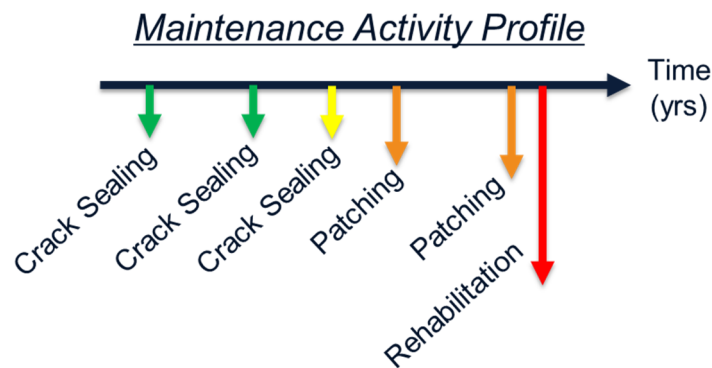 Maintenance Activity Profile
Time
(yrs)
Crack Sealing
Crack Sealing
Crack Sealing
Patching
Patching
Rehabilitation